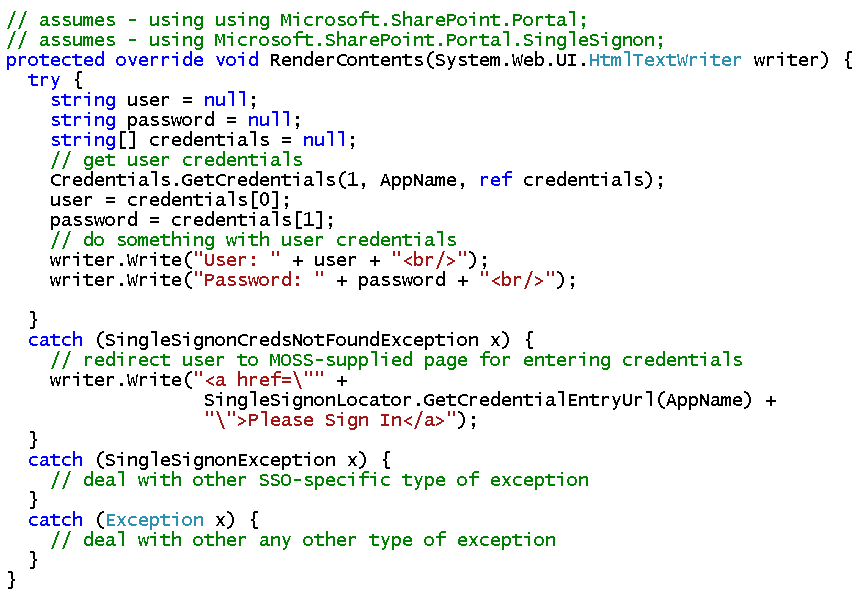 // assumes - using using Microsoft.SharePoint.Portal;
// assumes - using Microsoft.SharePoint.Portal.SingleSignon;
protected override void RenderContents(System.Web.UI.HtmlTextWriter writer) {
  try {
    string user = null;
    string password = null;
    string[] credentials = null;
    // get user credentials
    Credentials.GetCredentials(1, AppName, ref credentials);
    user = credentials[0];
    password = credentials[1];
    // do something with user credentials
    writer.Write("User: " + user + "<br/>");
    writer.Write("Password: " + password + "<br/>");
  }
  catch (SingleSignonCredsNotFoundException x) {
    // redirect user to MOSS-supplied page for entering credentials
    writer.Write("<a href=\"" +
                  SingleSignonLocator.GetCredentialEntryUrl(AppName) +
                  "\">Please Sign In</a>");
  }
  catch (SingleSignonException x) {
    // deal with other SSO-specific type of exception
  }
  catch (Exception x) {
    // deal with other any other type of exception
  }
}